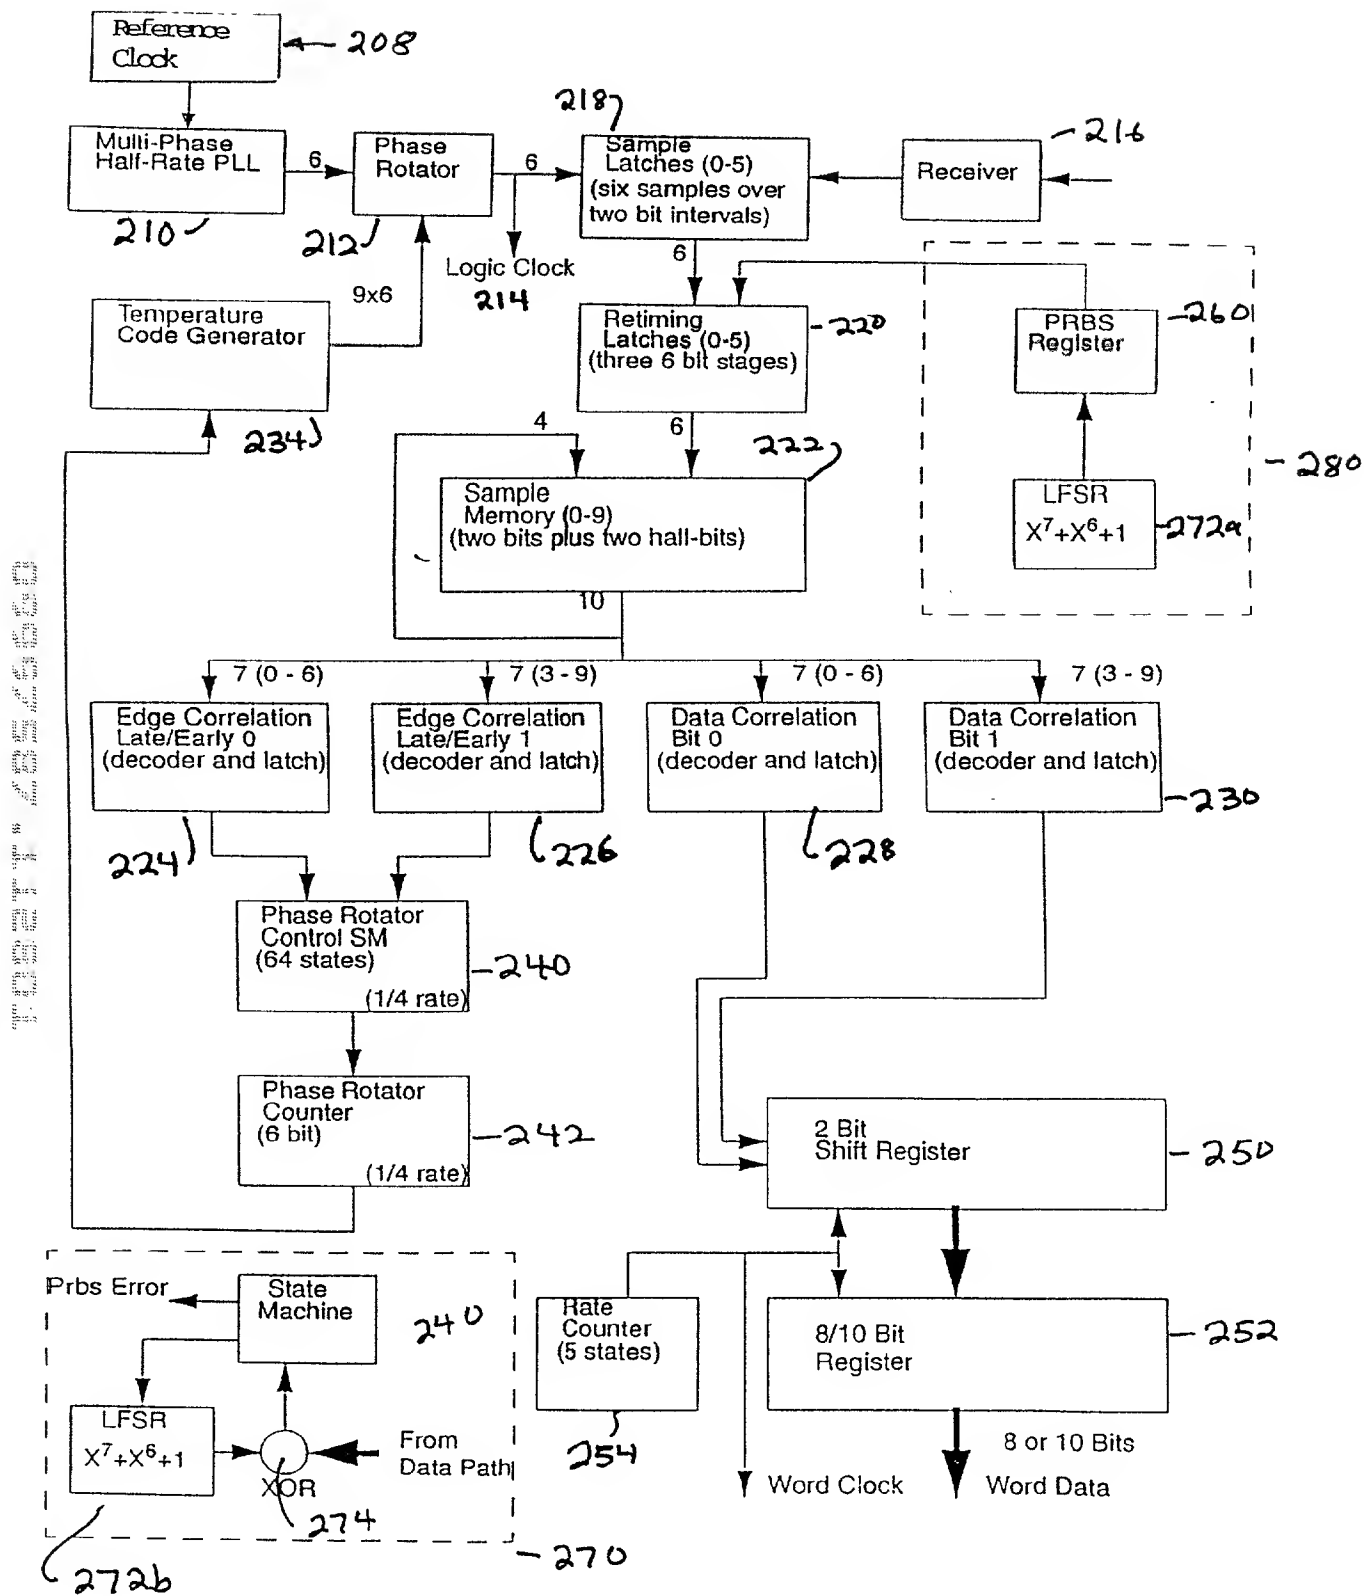 Reference
Clock
208
Multi-Phase
Half-Rate PLL
210
6
Phase
Rotator
212
6
Logic Clock
214
218
Sample
Latches (0-5)
(six samples over
two bit intervals)
216
Receiver
6
9x6
Temperature
Code Generator
234
Retiming
Latches (0-5)
(three 6 bit stages)
220
PRBS
Register
260
LFSR
X⁷+X⁶+1
272a
280
4
6
222
Sample
Memory (0-9)
(two bits plus two hall-bits)
10
7 (0 - 6)
7 (3 - 9)
7 (0 - 6)
7 (3 - 9)
Edge Correlation
Late/Early 0
(decoder and latch)
224
Edge Correlation
Late/Early 1
(decoder and latch)
226
Data Correlation
Bit 0
(decoder and latch)
228
Data Correlation
Bit 1
(decoder and latch)
230
Phase Rotator
Control SM
(64 states)
(1/4 rate)
240
Phase Rotator
Counter
(6 bit)
(1/4 rate)
242
2 Bit
Shift Register
250
Prbs Error
State
Machine
240
LFSR
X⁷+X⁶+1
272b
XOR
274
From
Data Path
270
Rate
Counter
(5 states)
254
8/10 Bit
Register
252
8 or 10 Bits
Word Clock
Word Data